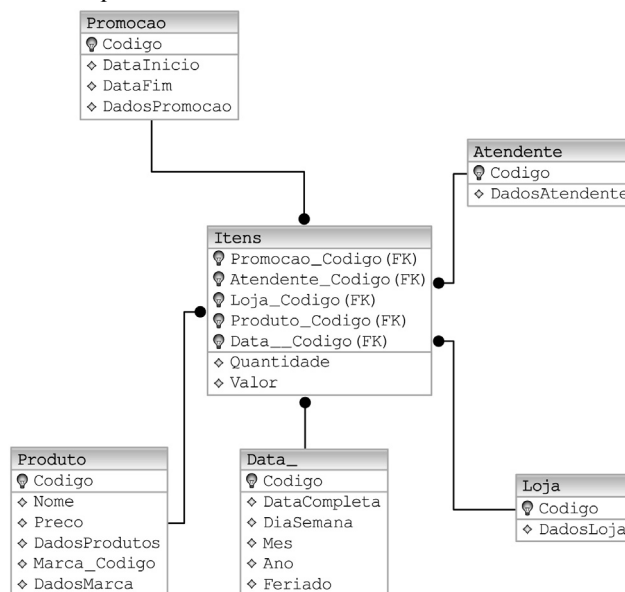 Promocao
Codigo
DataInicio
DataFim
DadosPromocao
Atendente
Codigo
DadosAtendente
Itens
Promocao_Codigo(FK)
Atendente_Codigo(FK)
Loja_Codigo(FK)
Produto_Codigo(FK)
Data__Codigo(FK)
Quantidade
Valor
Produto
Codigo
Nome
Preco
DadosProdutos
Marca_Codigo
DadosMarca
Data_
Codigo
DataCompleta
DiaSemana
Mes
Ano
Feriado
Loja
Codigo
DadosLoja